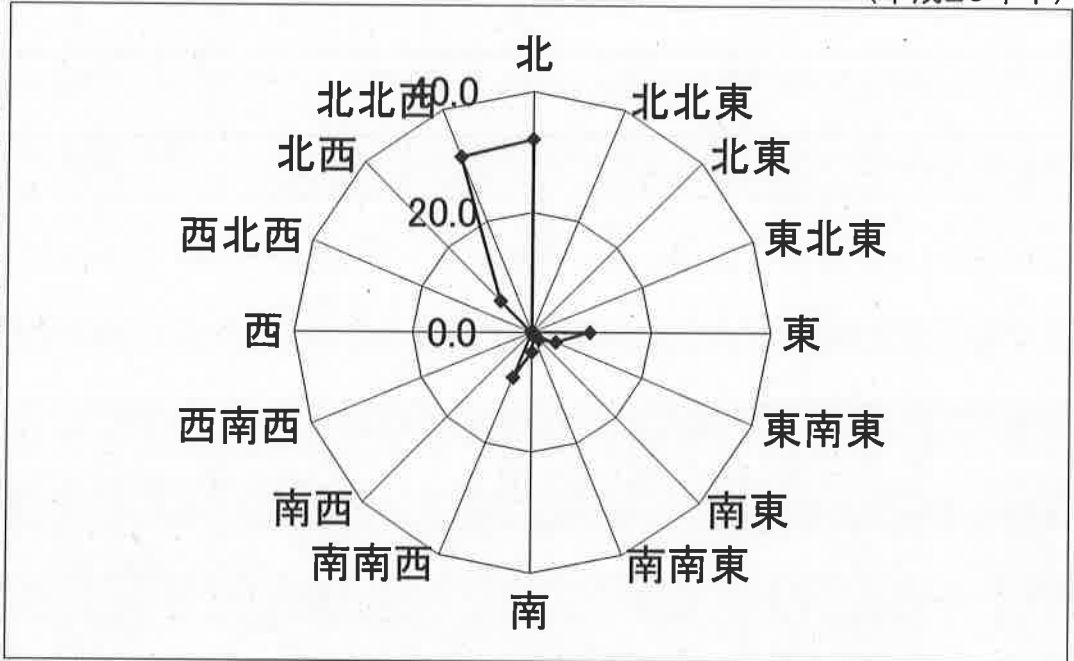 北
北北西
40.0
北北東
北西
北東
20.0
西北西
東北東
西
0.0
東
西南西
東南東
南西
南東
南南西
南南東
南